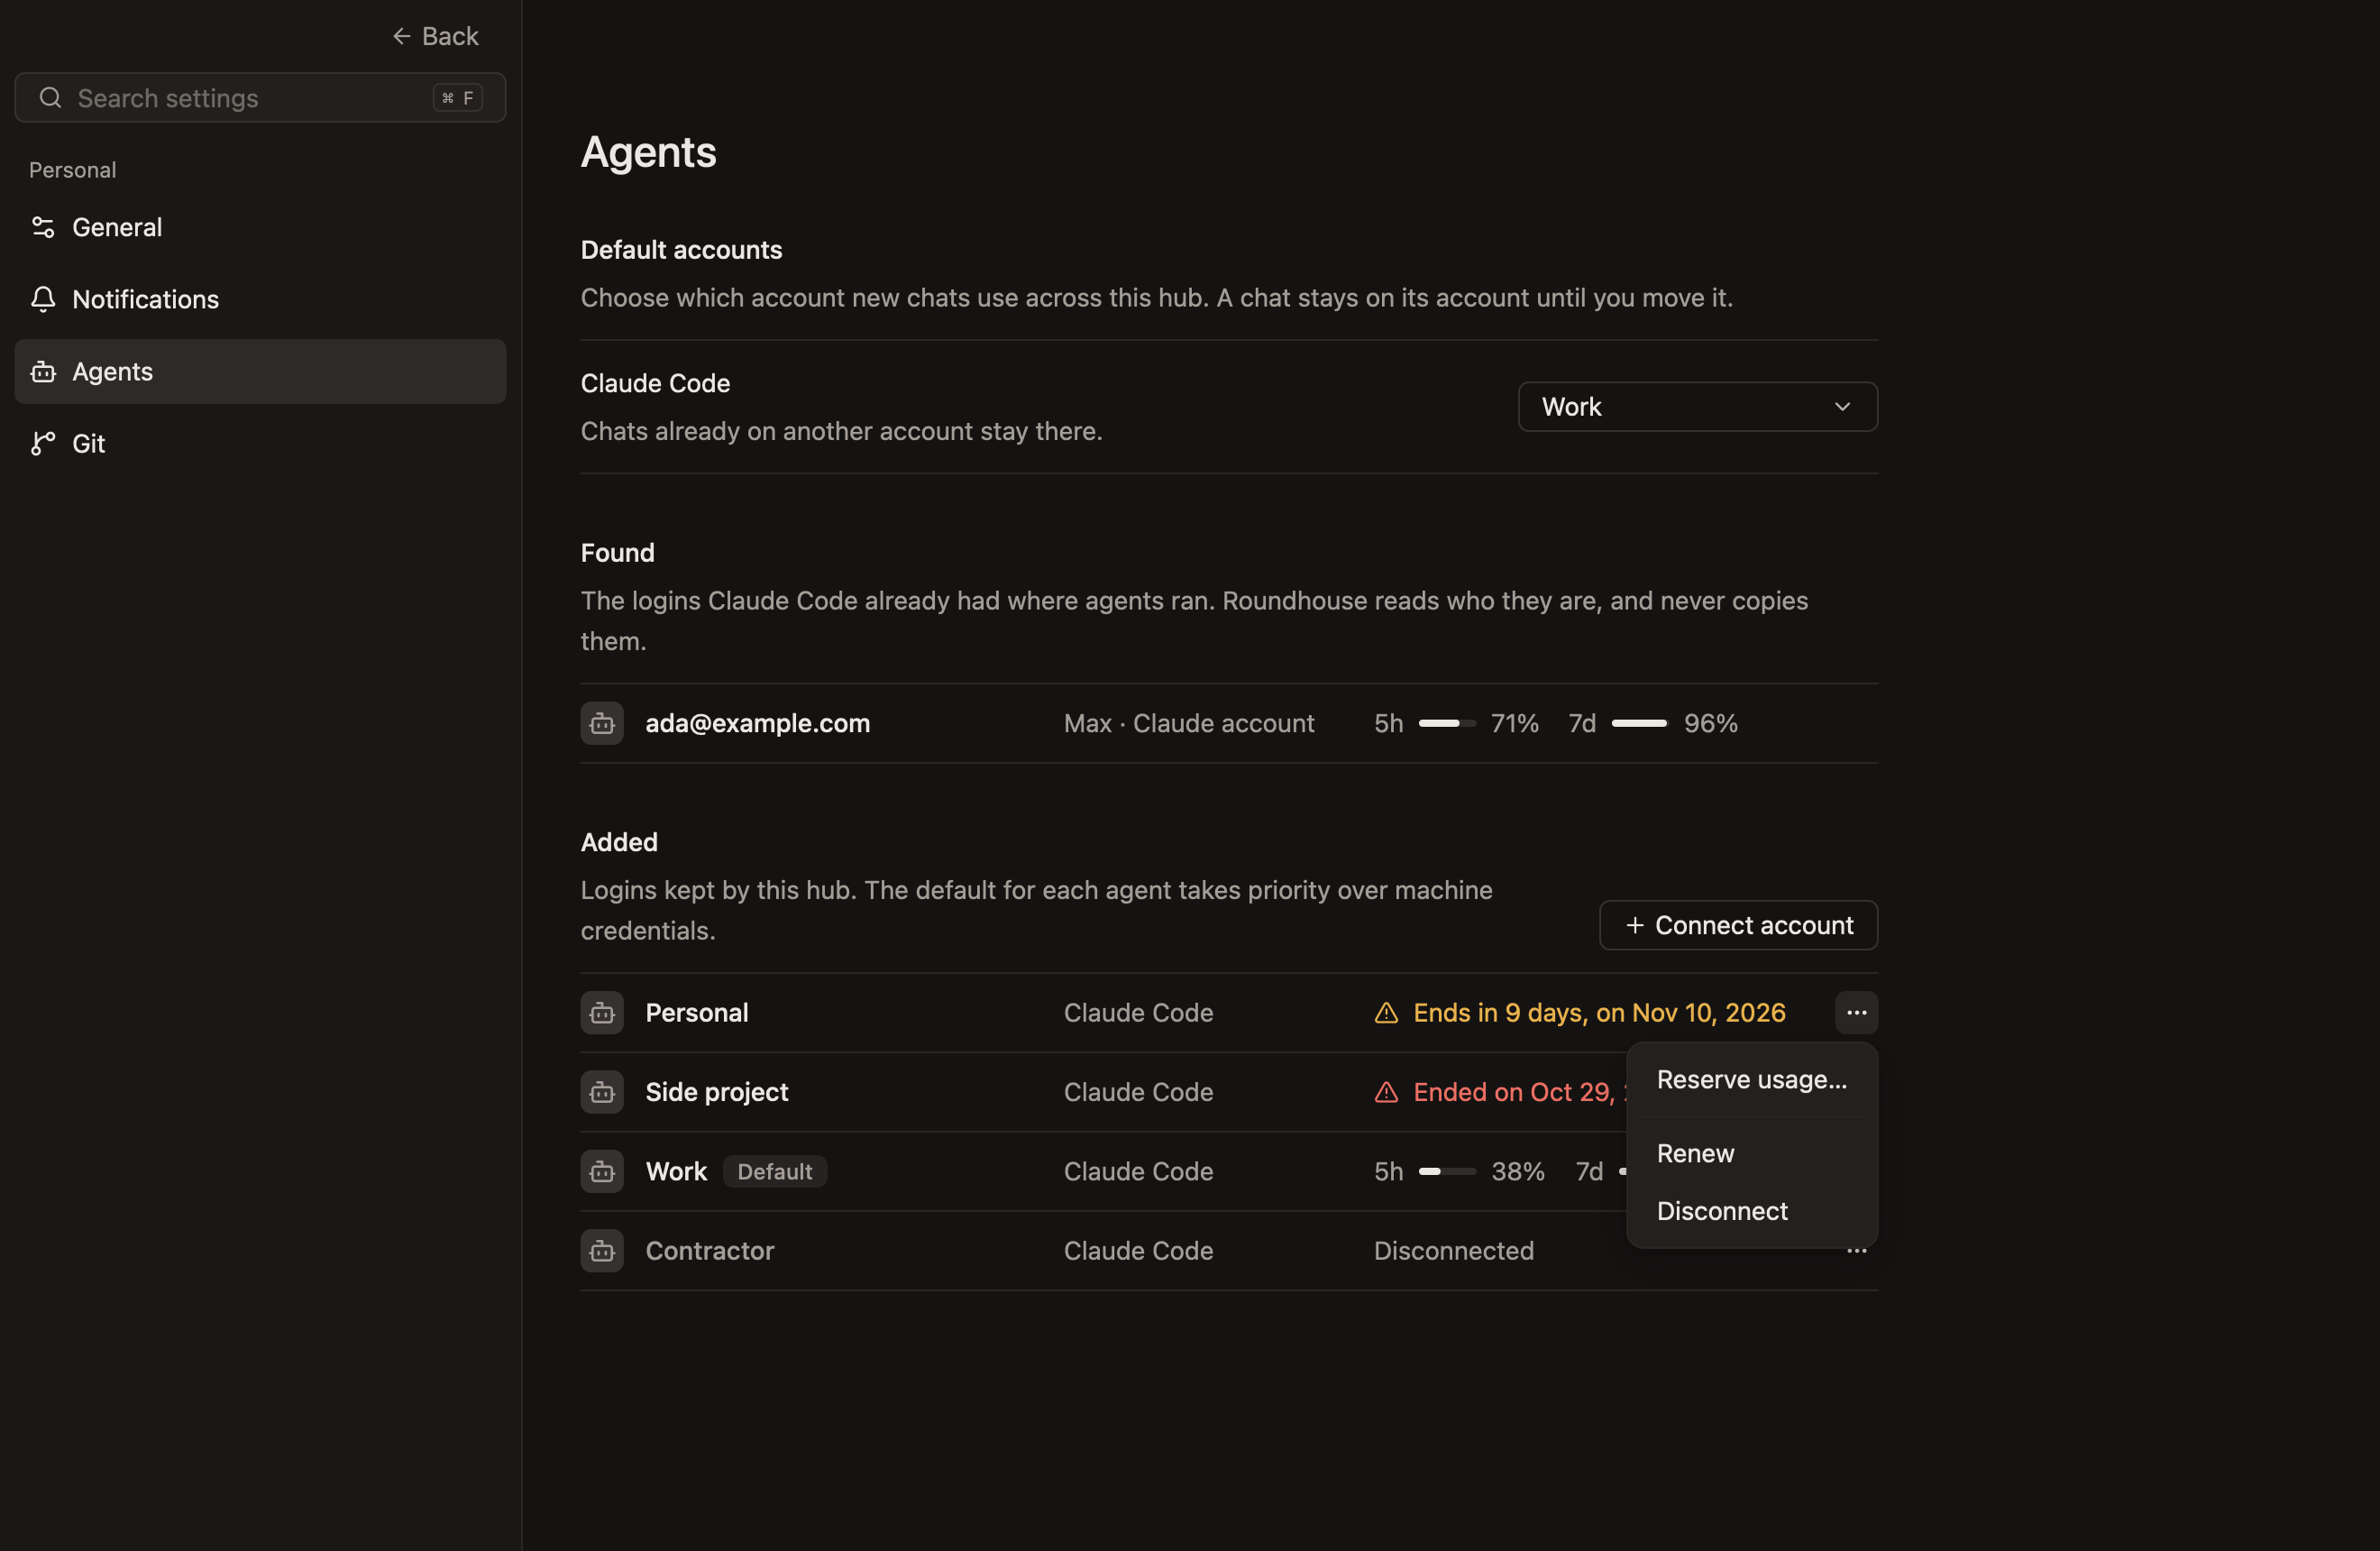 Back
Search settings
⌘ F
Personal
General
Notifications
Agents
Git
Agents
Default accounts
Choose which account new chats use across this hub. A chat stays on its account until you move it.
Claude Code
Chats already on another account stay there.
Work
Found
The logins Claude Code already had where agents ran. Roundhouse reads who they are, and never copies
them.
ada@example.com Max · Claude account 5h 71% 7d 96%
Added
Logins kept by this hub. The default for each agent takes priority over machine
credentials.
+ Connect account
Personal Claude Code Ends in 9 days, on Nov 10, 2026 ...
Side project Claude Code Ended on Oct 29,
Work Default Claude Code 5h 38% 7d
Contractor Claude Code Disconnected ...
Reserve usage...
Renew
Disconnect